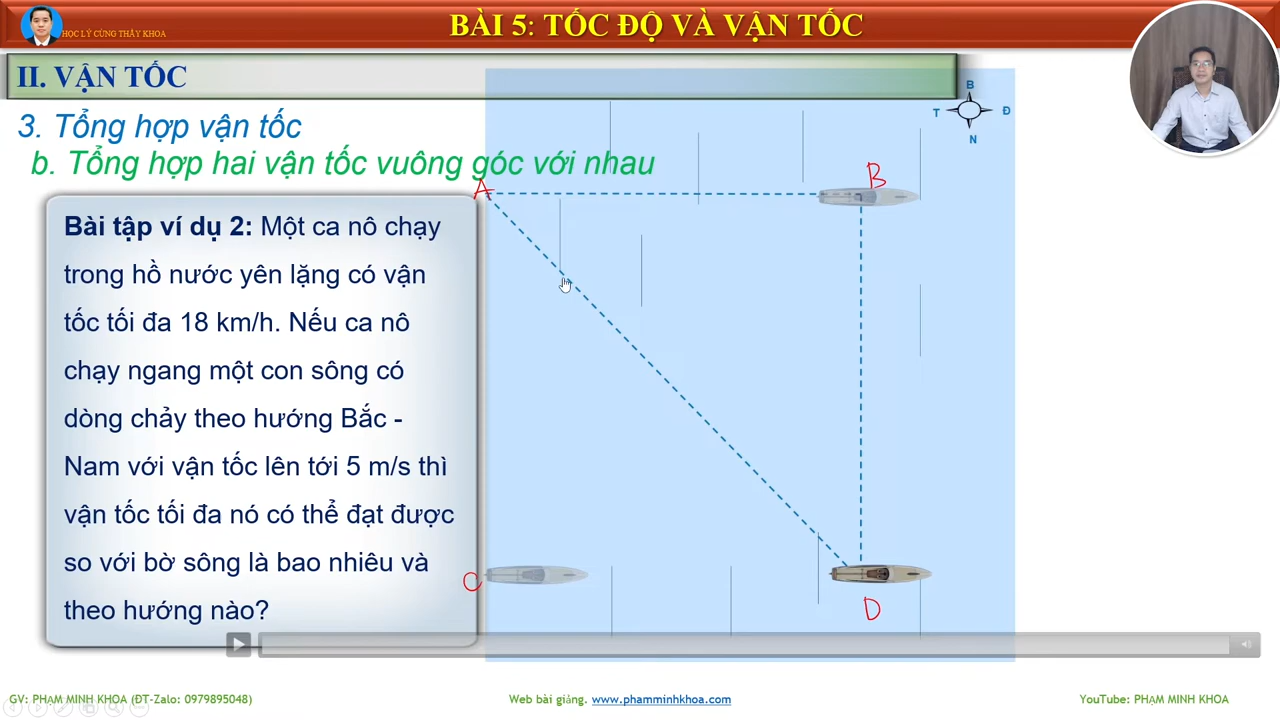 HỌC LÝ CÙNG THẦY KHOA
BÀI 5: TỐC ĐỘ VÀ VẬN TỐC
II. VẬN TỐC
3. Tổng hợp vận tốc
b. Tổng hợp hai vận tốc vuông góc với nhau
B
T
Đ
N
A
B
Bài tập ví dụ 2: Một ca nô chạy
trong hồ nước yên lặng có vận
tốc tối đa 18 km/h. Nếu ca nô
chạy ngang một con sông có
dòng chảy theo hướng Bắc -
Nam với vận tốc lên tới 5 m/s thì
vận tốc tối đa nó có thể đạt được
so với bờ sông là bao nhiêu và
theo hướng nào?
C
D
GV: PHẠM MINH KHOA (ĐT-Zalo: 0979895048)
Web bài giảng. www.phamminhkhoa.com
YouTube: PHẠM MINH KHOA